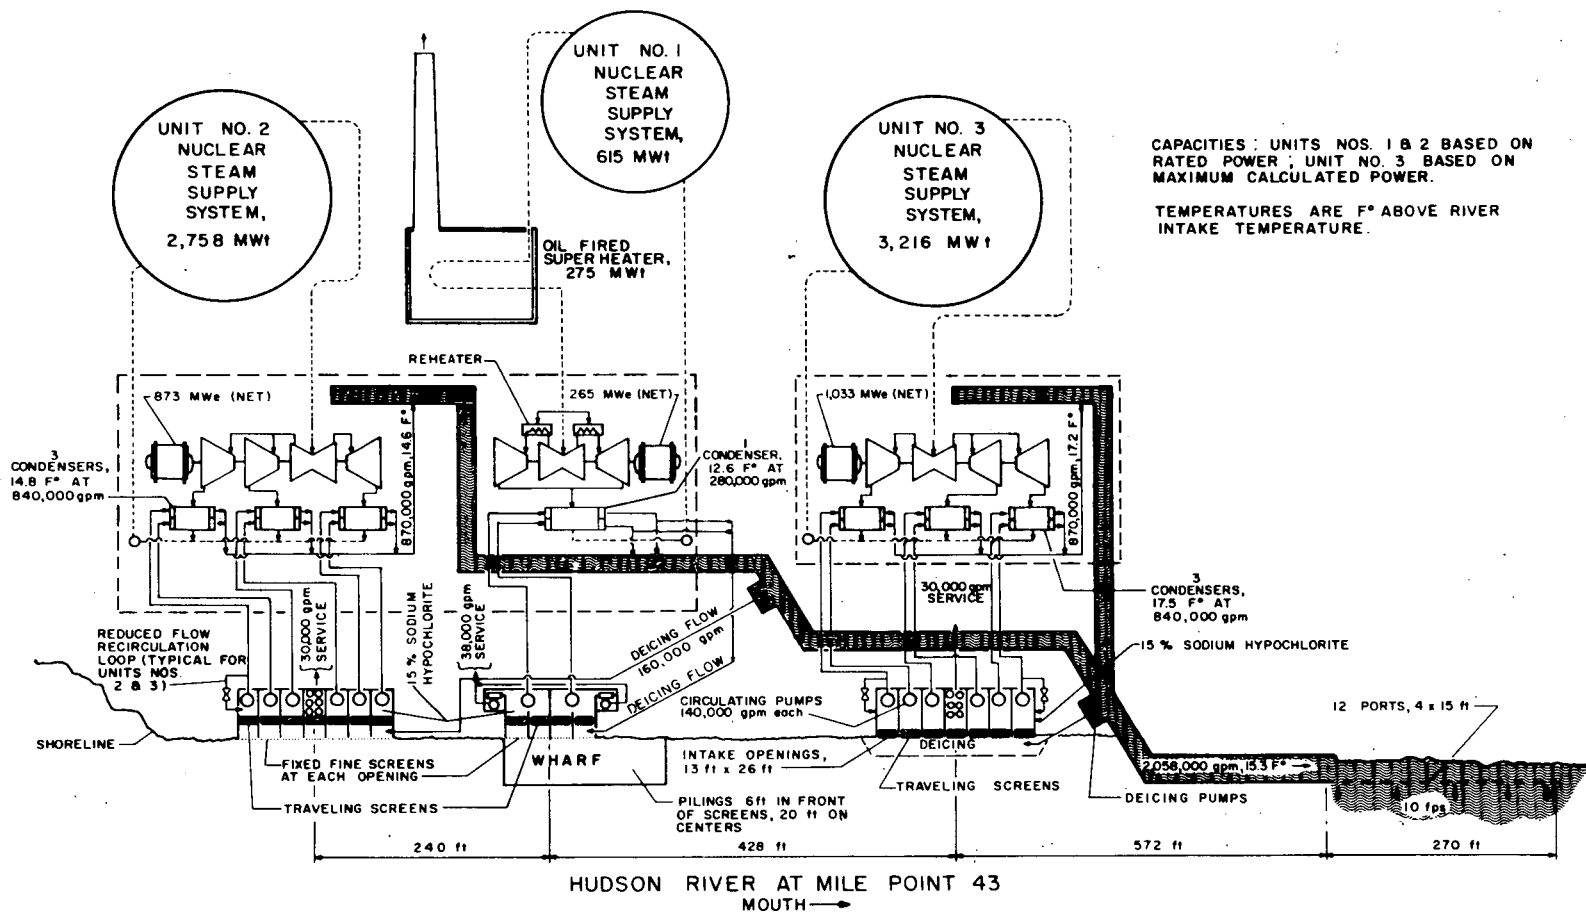 UNIT NO. 1
NUCLEAR
STEAM
SUPPLY
SYSTEM,
615 MWt
UNIT NO. 2
NUCLEAR
STEAM
SUPPLY
SYSTEM,
2,758 MWt
UNIT NO. 3
NUCLEAR
STEAM
SUPPLY
SYSTEM,
3,216 MWt
CAPACITIES : UNITS NOS. 1 & 2 BASED ON
RATED POWER ; UNIT NO. 3 BASED ON
MAXIMUM CALCULATED POWER.
TEMPERATURES ARE F° ABOVE RIVER
INTAKE TEMPERATURE.
OIL FIRED
SUPER HEATER,
275 MWt
REHEATER
873 MWe (NET)
265 MWe (NET)
1,033 MWe (NET)
3
CONDENSERS,
14.8 F° AT
840,000 gpm
870,000 gpm, 14.6 F°
1
CONDENSER,
12.6 F° AT
280,000 gpm
870,000 gpm, 17.2 F°
3
CONDENSERS,
17.5 F° AT
840,000 gpm
REDUCED FLOW
RECIRCULATION
LOOP (TYPICAL FOR
UNITS NOS.
2 & 3)
30,000 gpm
SERVICE
15 % SODIUM
HYPOCHLORITE
38,000 gpm
SERVICE
DEICING FLOW
160,000 gpm
DEICING FLOW
30,000 gpm
SERVICE
15 % SODIUM HYPOCHLORITE
CIRCULATING PUMPS
140,000 gpm each
12 PORTS, 4 x 15 ft
SHORELINE
FIXED FINE SCREENS
AT EACH OPENING
WHARF
INTAKE OPENINGS,
13 ft x 26 ft
DEICING
2,058,000 gpm, 15.3 F°
TRAVELING SCREENS
PILINGS 6ft IN FRONT
OF SCREENS, 20 ft ON
CENTERS
TRAVELING SCREENS
DEICING PUMPS
10 fps
240 ft
428 ft
572 ft
270 ft
HUDSON RIVER AT MILE POINT 43
MOUTH